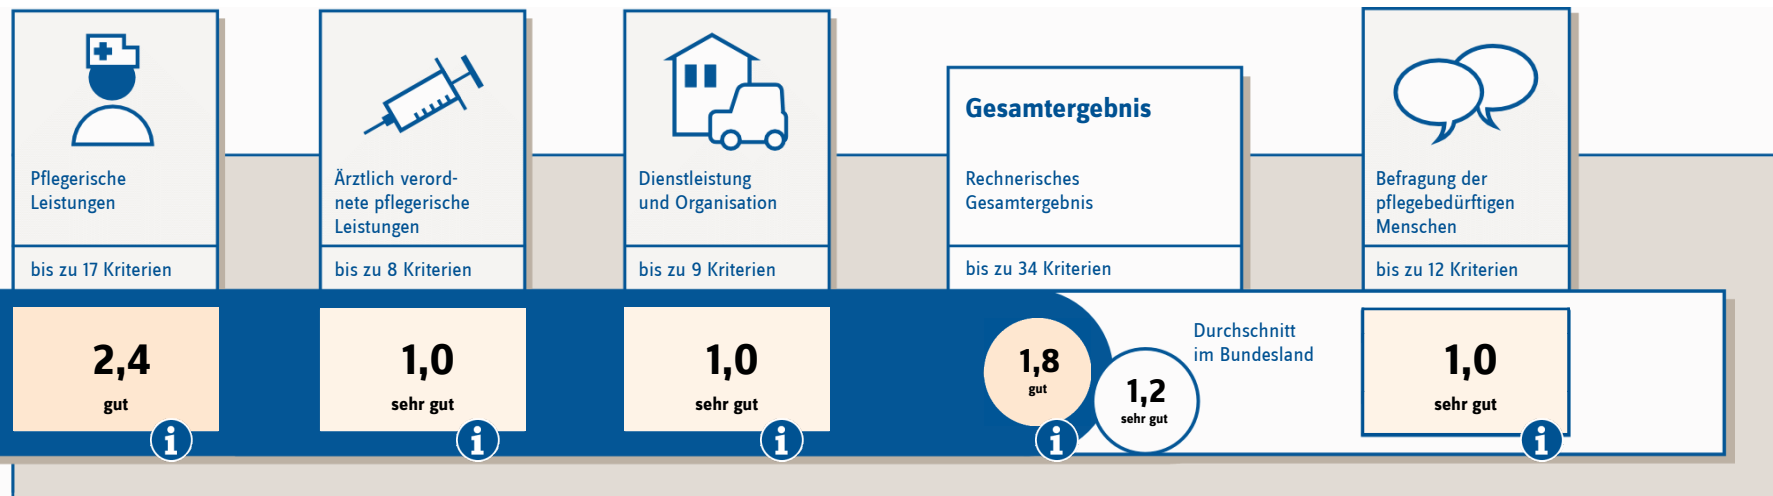 Pflegerische
Leistungen
bis zu 17 Kriterien
2,4
gut
i
Ärztlich verord-
nete pflegerische
Leistungen
bis zu 8 Kriterien
1,0
sehr gut
i
Dienstleistung
und Organisation
bis zu 9 Kriterien
1,0
sehr gut
i
Gesamtergebnis
Rechnerisches
Gesamtergebnis
bis zu 34 Kriterien
1,8
gut
i
Durchschnitt
im Bundesland
1,2
sehr gut
Befragung der
pflegebedürftigen
Menschen
bis zu 12 Kriterien
1,0
sehr gut
i